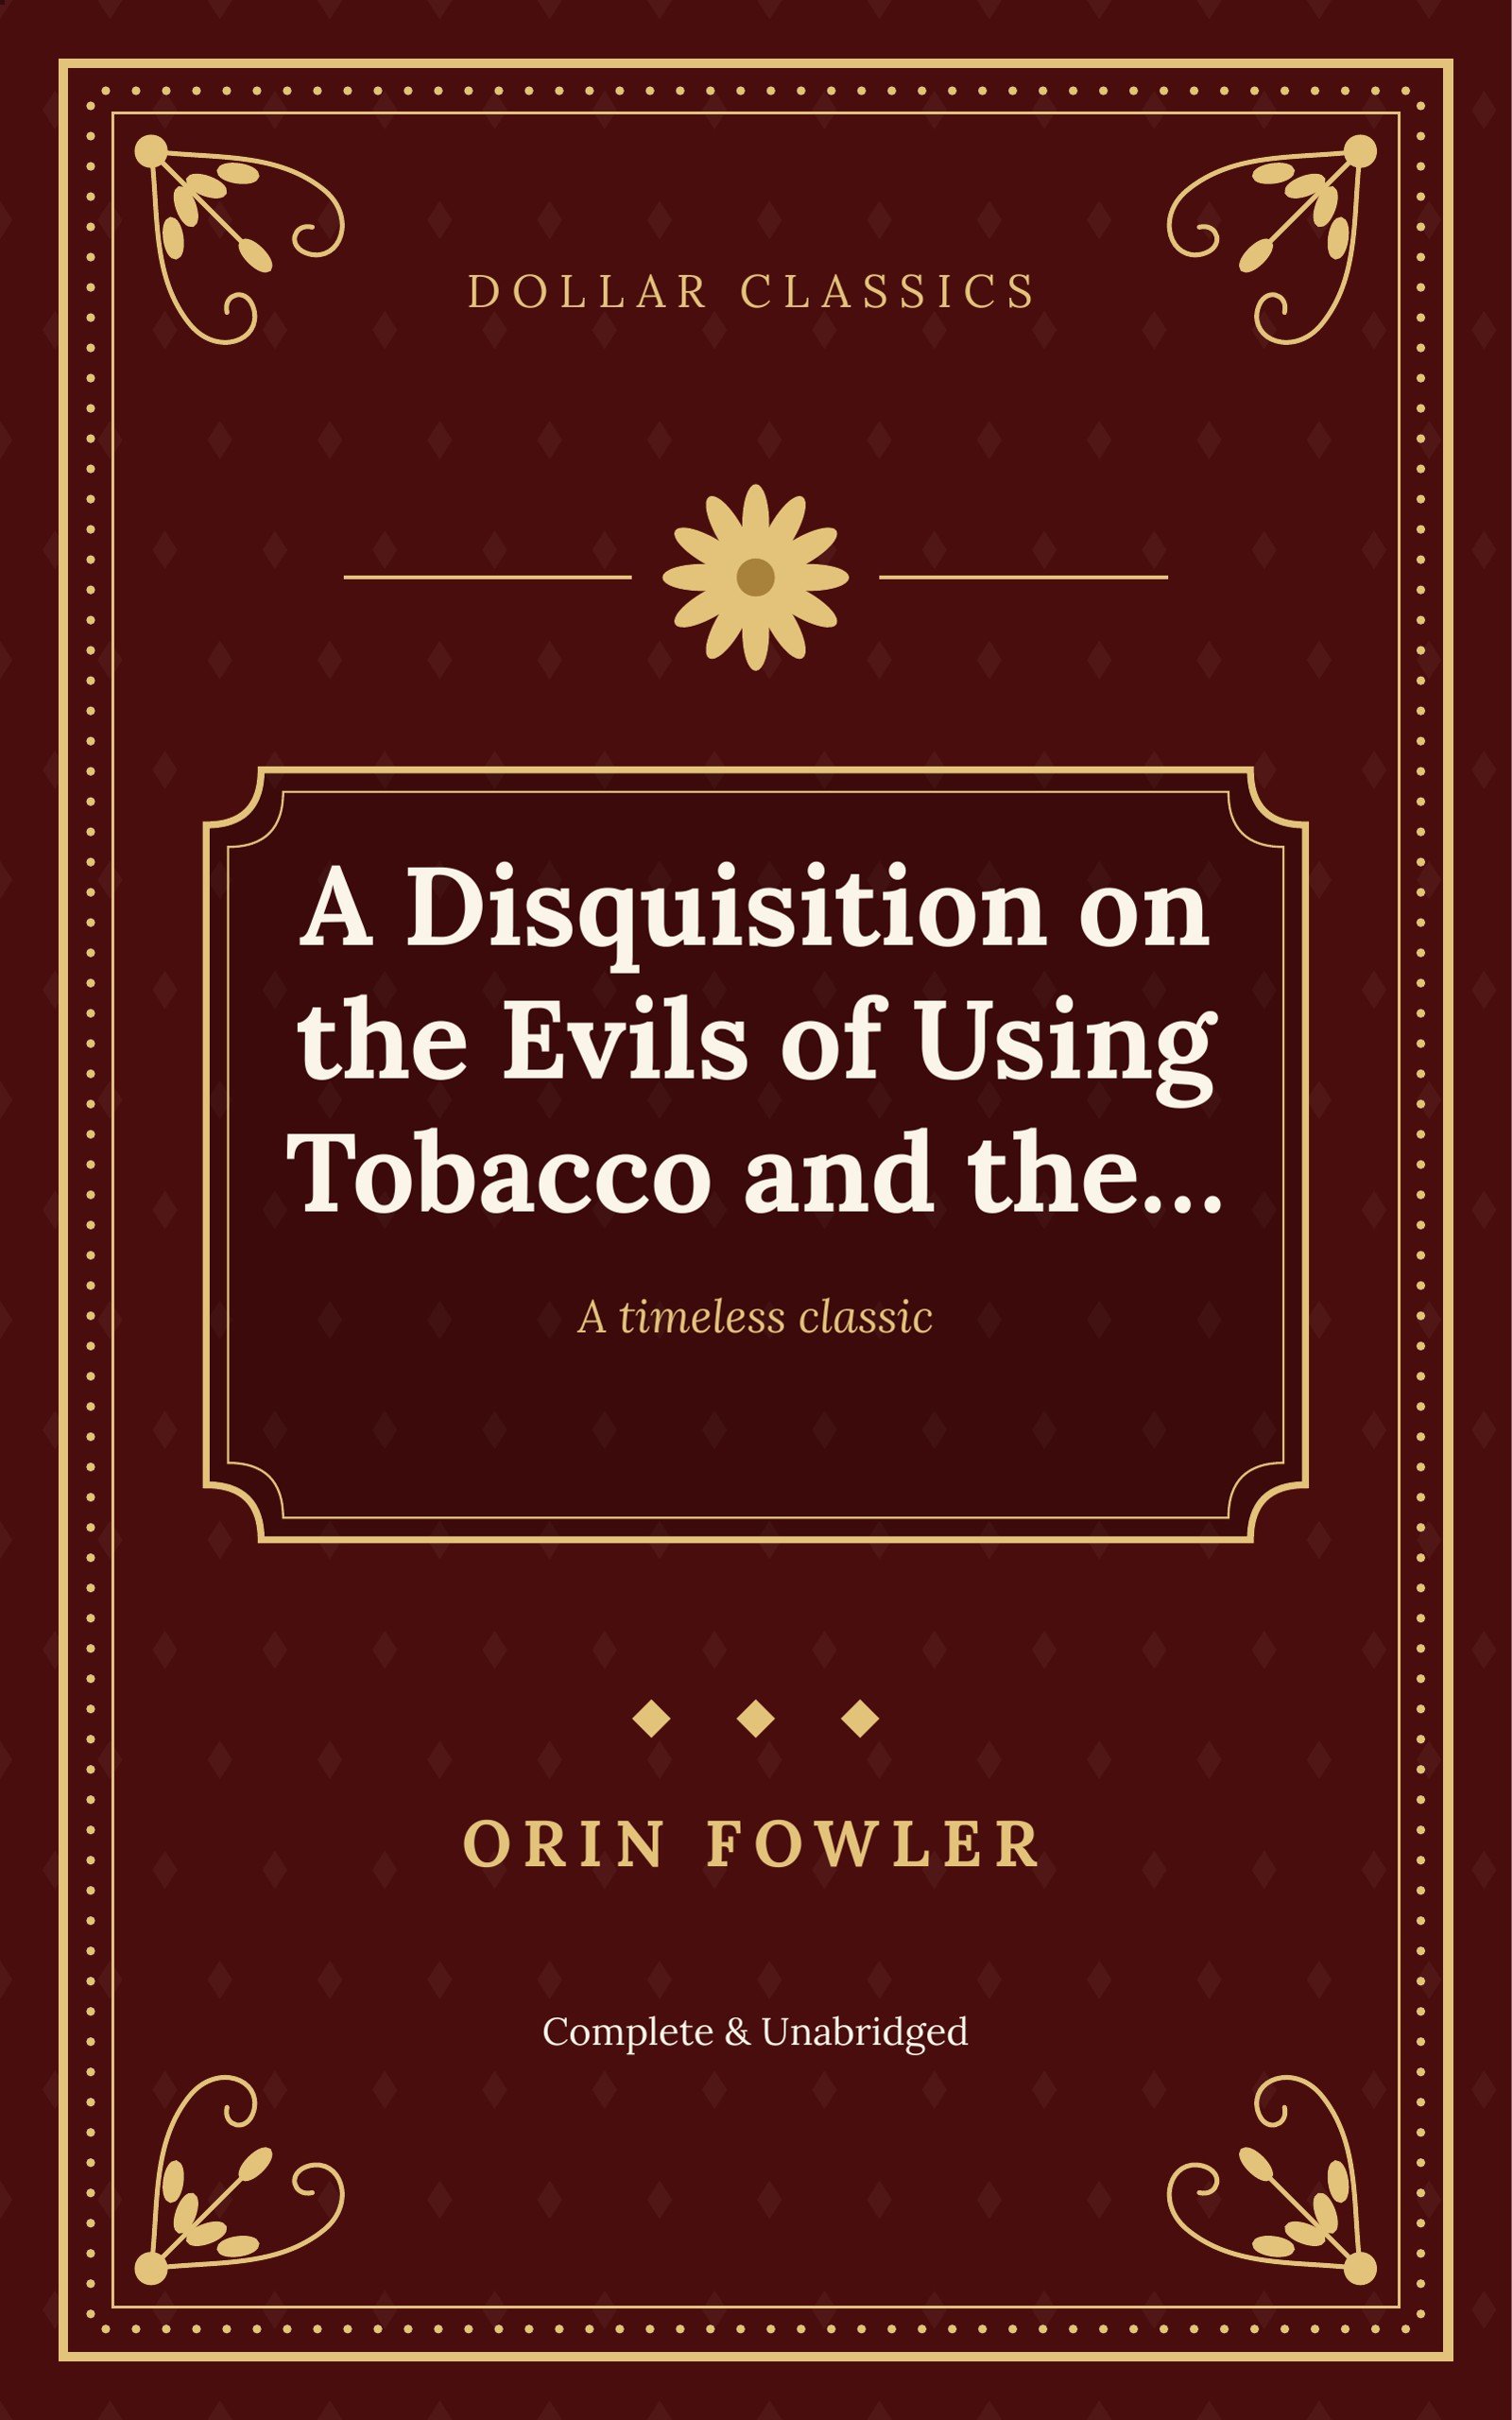 DOLLAR CLASSICS
A Disquisition on
the Evils of Using
Tobacco and the...
A timeless classic
ORIN FOWLER
Complete & Unabridged